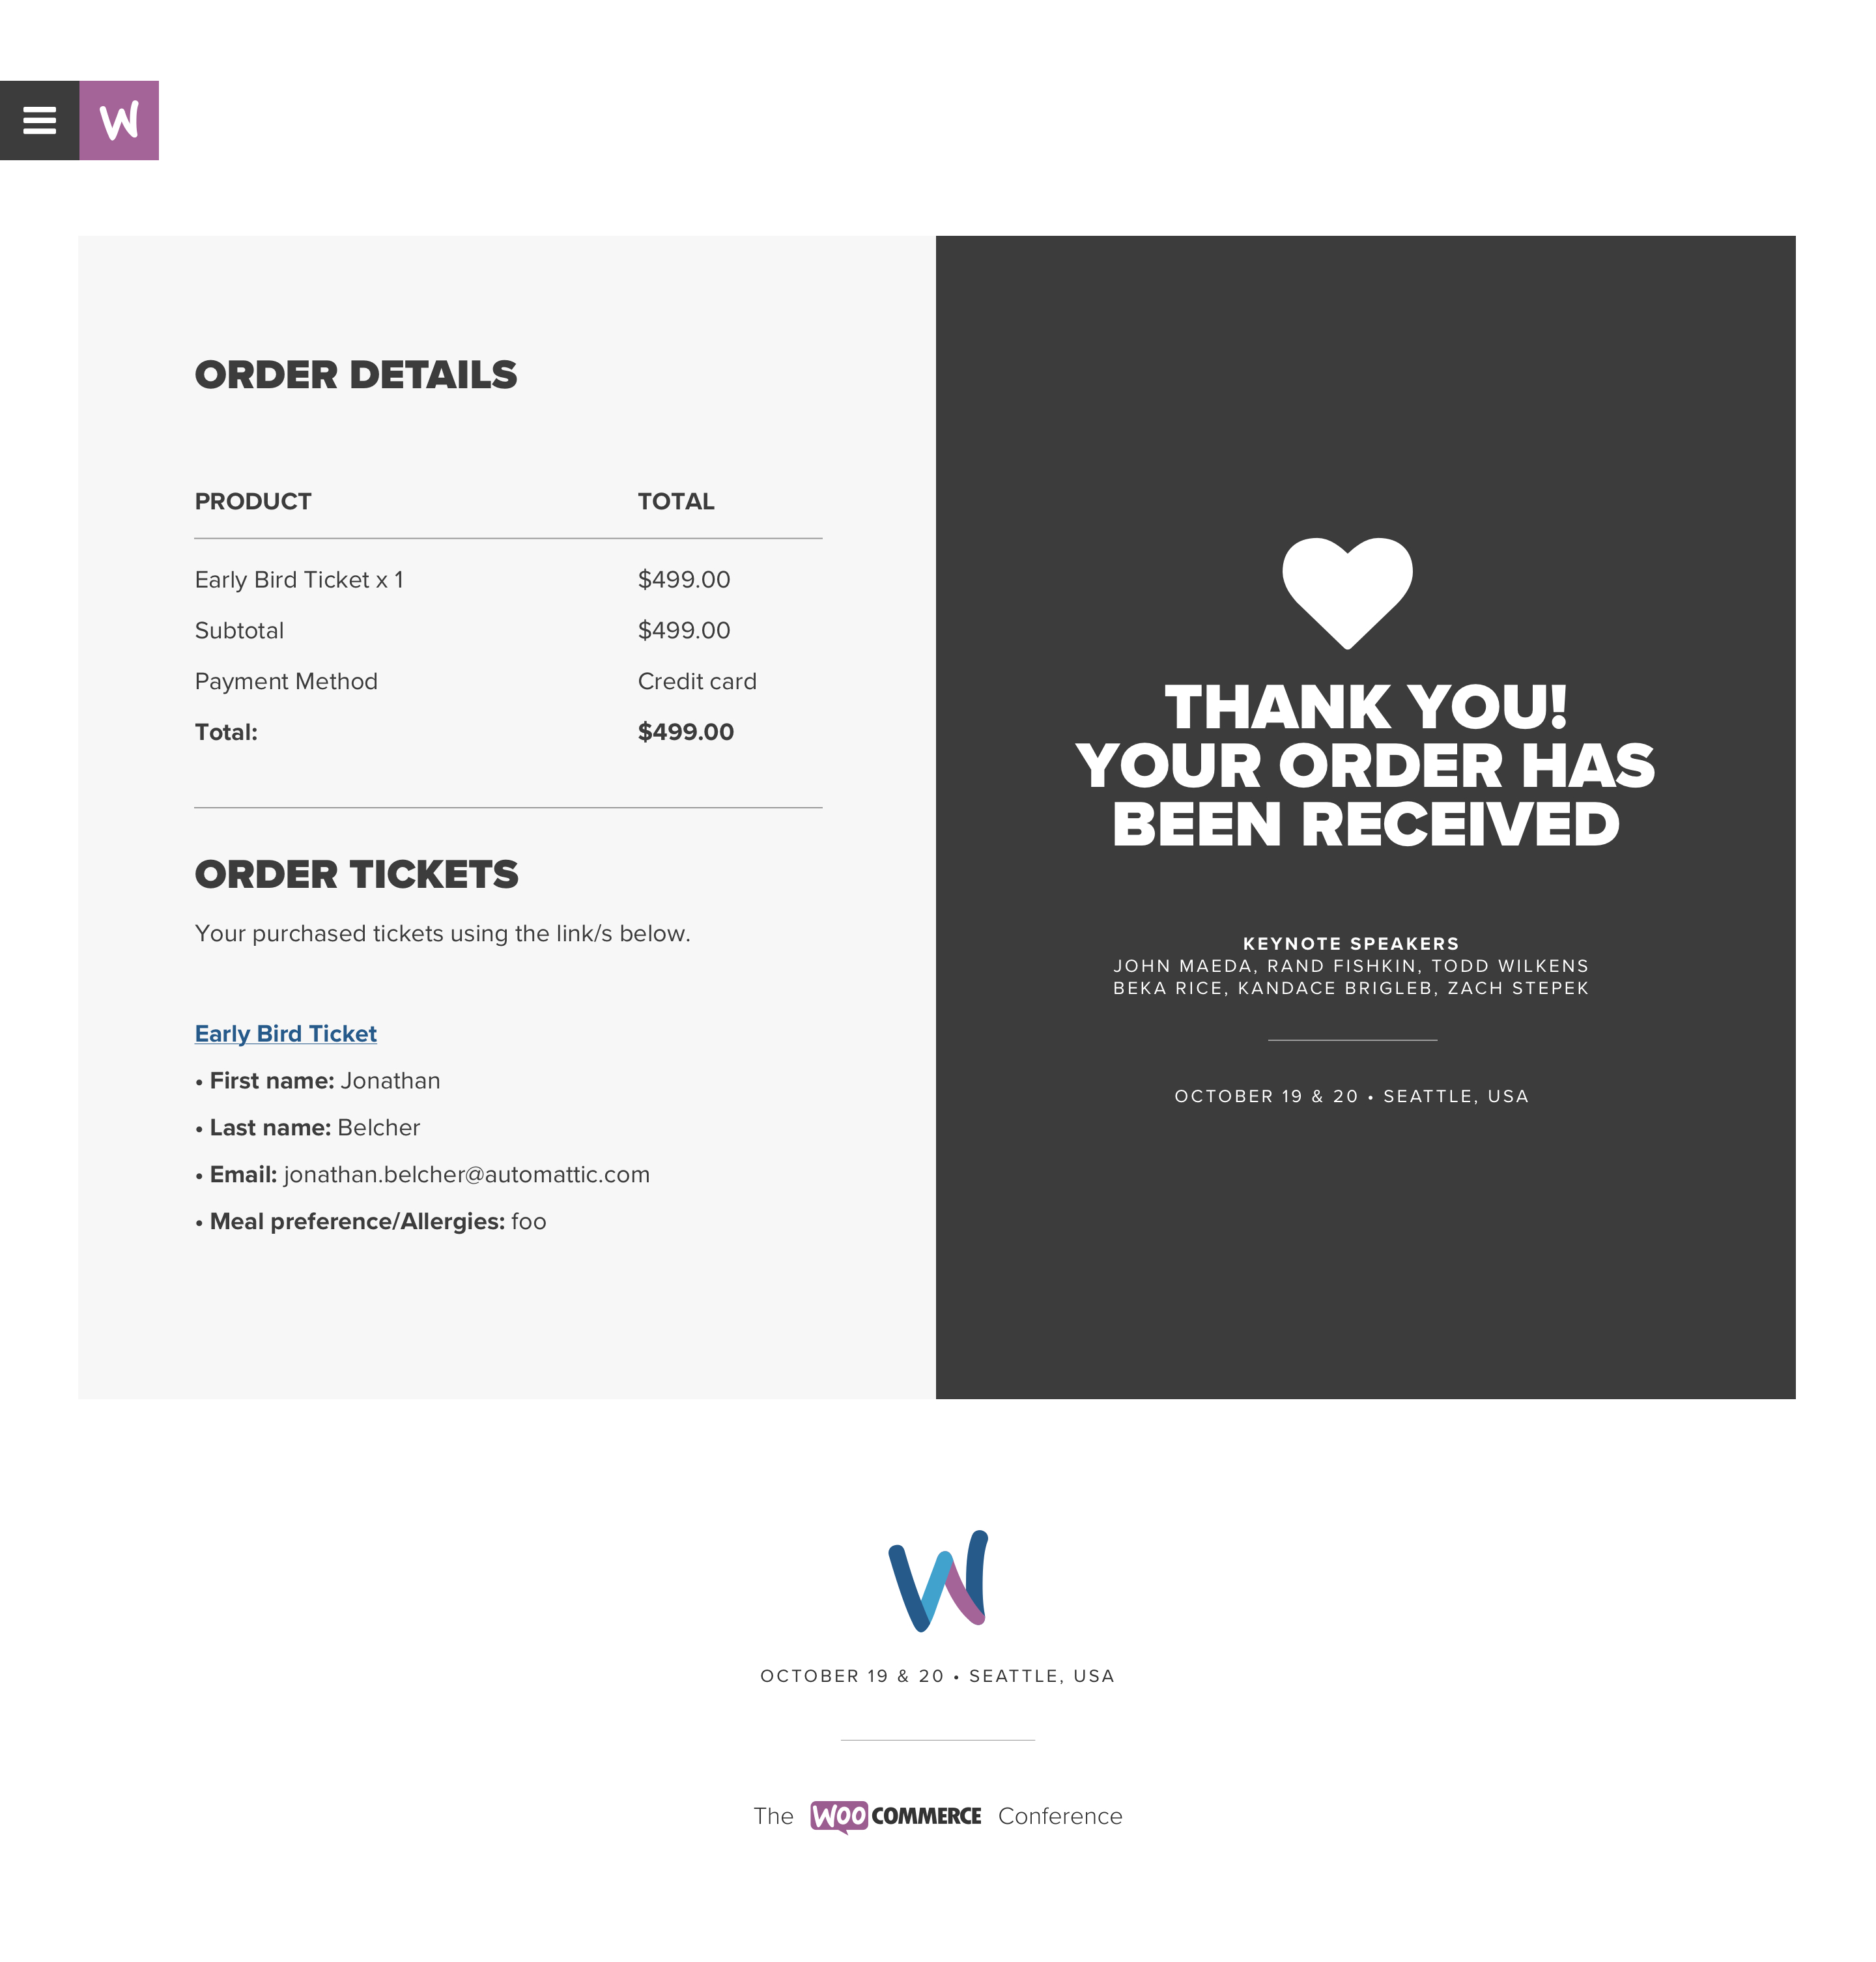 W
ORDER DETAILS
PRODUCT TOTAL
Early Bird Ticket x 1 $499.00
Subtotal $499.00
Payment Method Credit card
Total: $499.00
ORDER TICKETS
Your purchased tickets using the link/s below.
Early Bird Ticket
• First name: Jonathan
• Last name: Belcher
• Email: jonathan.belcher@automattic.com
• Meal preference/Allergies: foo
THANK YOU!
YOUR ORDER HAS
BEEN RECEIVED
KEYNOTE SPEAKERS
JOHN MAEDA, RAND FISHKIN, TODD WILKENS
BEKA RICE, KANDACE BRIGLEB, ZACH STEPEK
OCTOBER 19 & 20 • SEATTLE, USA
W
OCTOBER 19 & 20 • SEATTLE, USA
The WOO COMMERCE Conference